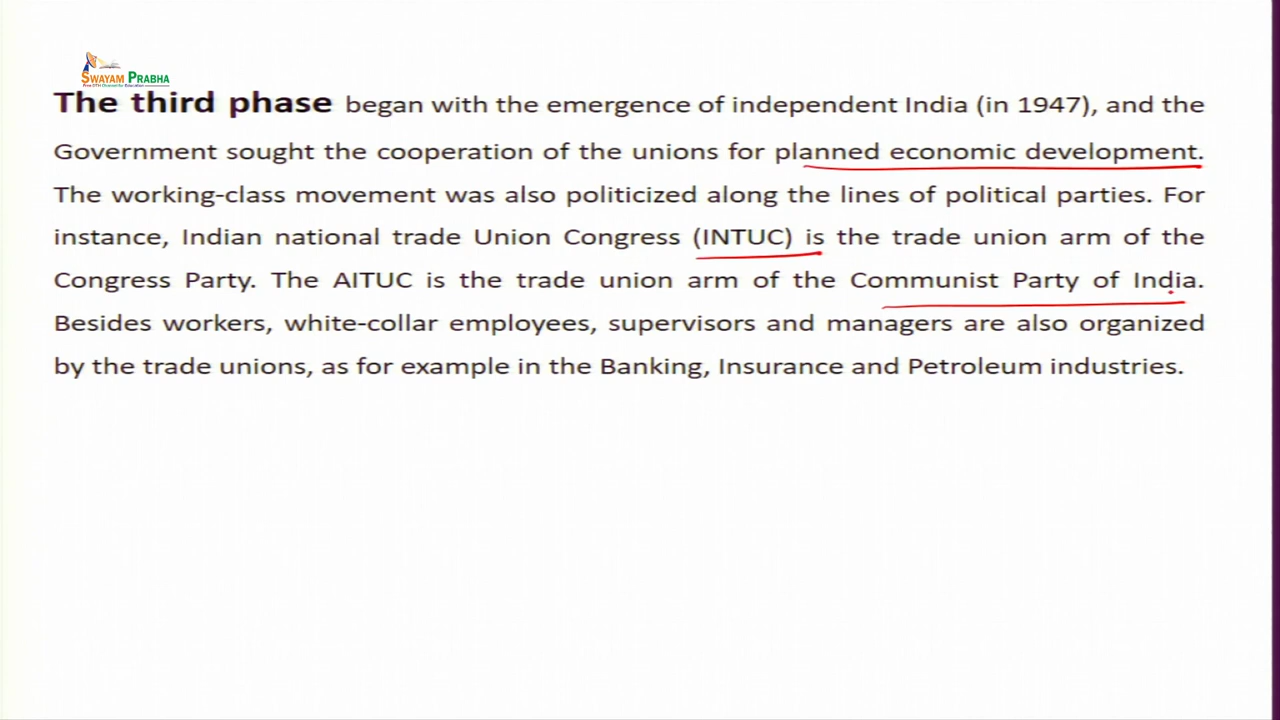 SWAYAM PRABHA
Free DTH Channel for Education
The third phase began with the emergence of independent India (in 1947), and the
Government sought the cooperation of the unions for planned economic development.
The working-class movement was also politicized along the lines of political parties. For
instance, Indian national trade Union Congress (INTUC) is the trade union arm of the
Congress Party. The AITUC is the trade union arm of the Communist Party of India.
Besides workers, white-collar employees, supervisors and managers are also organized
by the trade unions, as for example in the Banking, Insurance and Petroleum industries.